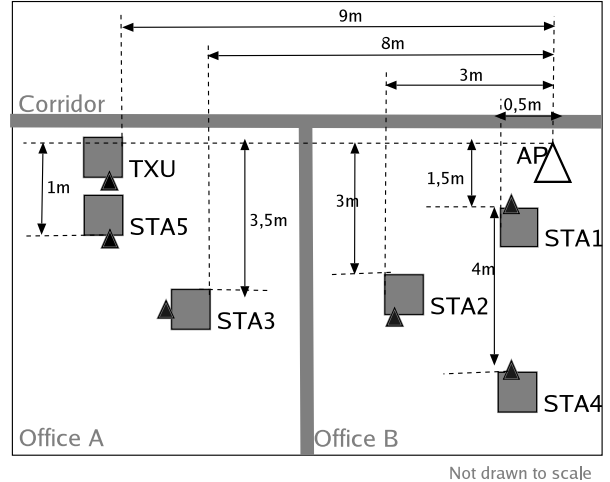 9m
8m
3m
0,5m
Corridor
AP
TXU
1m
1,5m
3m
3,5m
STA5
STA1
4m
STA2
STA3
STA4
Office A
Office B
Not drawn to scale